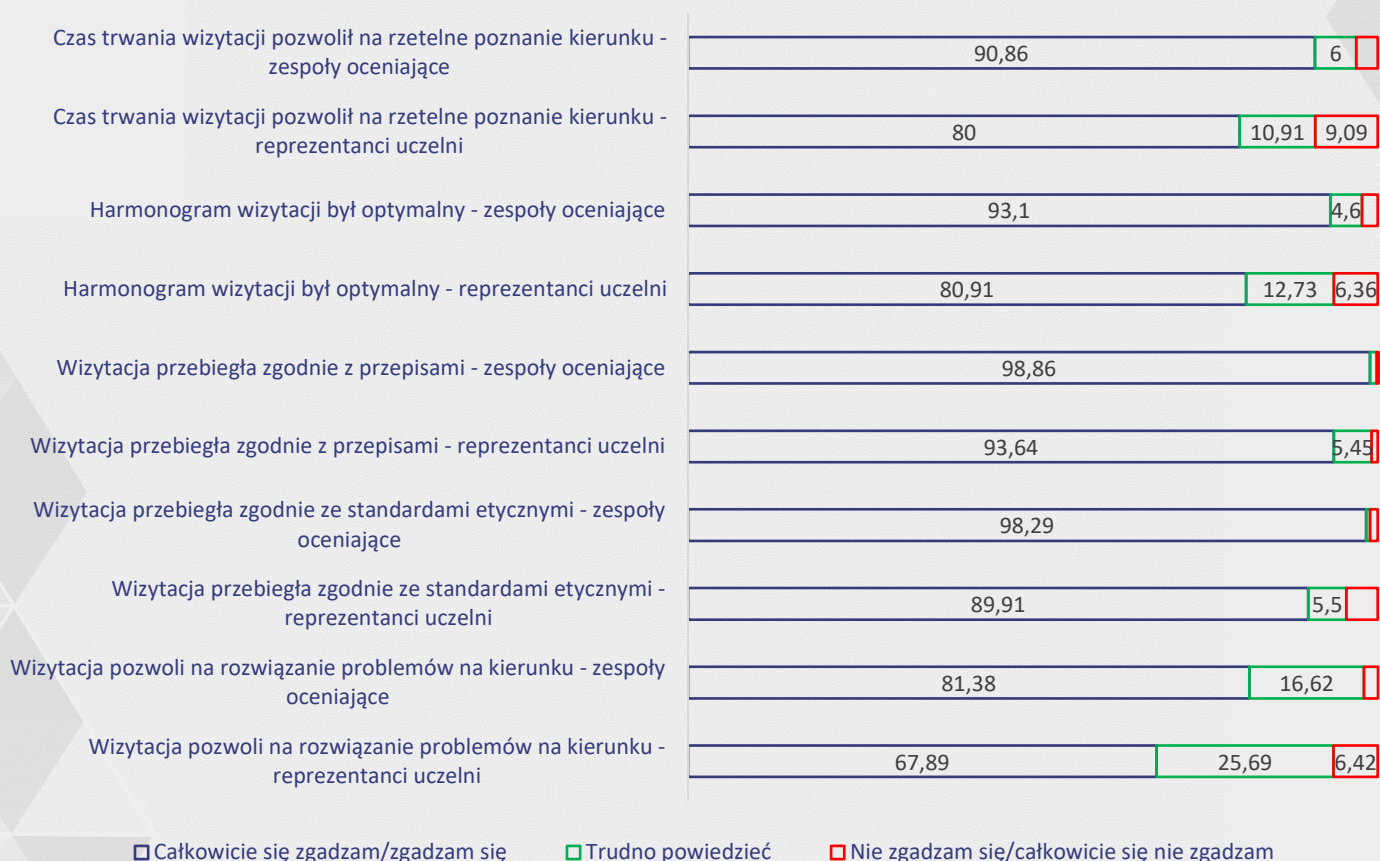 Czas trwania wizytacji pozwolił na rzetelne poznanie kierunku -
zespoły oceniające
90,86 6
Czas trwania wizytacji pozwolił na rzetelne poznanie kierunku -
reprezentanci uczelni
80 10,91 9,09
Harmonogram wizytacji był optymalny - zespoły oceniające
93,1 4,6
Harmonogram wizytacji był optymalny - reprezentanci uczelni
80,91 12,73 6,36
Wizytacja przebiegła zgodnie z przepisami - zespoły oceniające
98,86
Wizytacja przebiegła zgodnie z przepisami - reprezentanci uczelni
93,64 5,45
Wizytacja przebiegła zgodnie ze standardami etycznymi - zespoły
oceniające
98,29
Wizytacja przebiegła zgodnie ze standardami etycznymi -
reprezentanci uczelni
89,91 5,5
Wizytacja pozwoli na rozwiązanie problemów na kierunku - zespoły
oceniające
81,38 16,62
Wizytacja pozwoli na rozwiązanie problemów na kierunku -
reprezentanci uczelni
67,89 25,69 6,42
Całkowicie się zgadzam/zgadzam się Trudno powiedzieć Nie zgadzam się/całkowicie się nie zgadzam